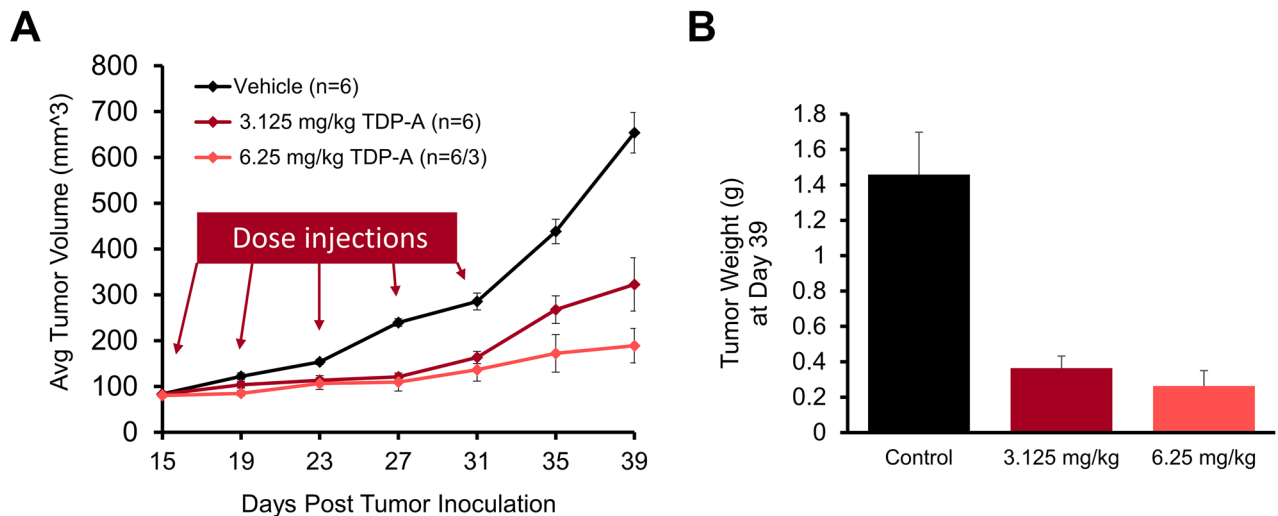 A
800
700
600
500
400
300
200
100
0
Avg Tumor Volume (mm^3)
Vehicle (n=6)
3.125 mg/kg TDP-A (n=6)
6.25 mg/kg TDP-A (n=6/3)
Dose injections
15 19 23 27 31 35 39
Days Post Tumor Inoculation
B
1.8
1.6
1.4
1.2
1
0.8
0.6
0.4
0.2
0
Tumor Weight (g)
at Day 39
Control 3.125 mg/kg 6.25 mg/kg